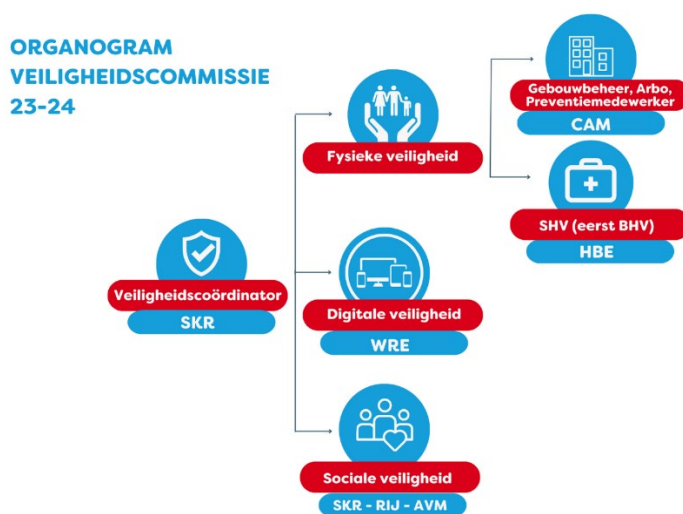 ORGANOGRAM
VEILIGHEIDSCOMMISSIE
23-24
Veiligheidscoördinator
SKR
Fysieke veiligheid
Gebouwbeheer, Arbo,
Preventiemedewerker
CAM
SHV (eerst BHV)
HBE
Digitale veiligheid
WRE
Sociale veiligheid
SKR - RIJ - AVM